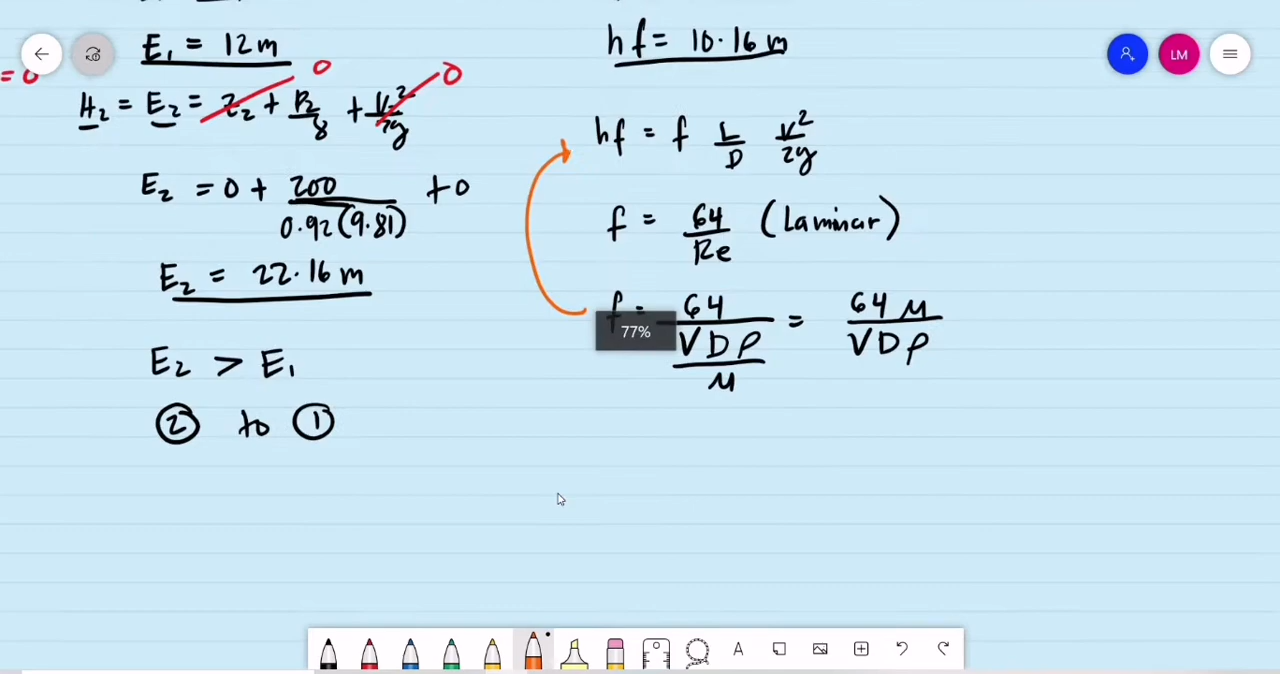 E₁ = 12 m
= 0
0
0
H₂ = E₂ = Z₂ + P₂/γ + V₂²/2g
E₂ = 0 + 200/0.92(9.81) + 0
E₂ = 22.16 m
E₂ > E₁
② to ①
hf = 10.16 m
hf = f L/D V²/2g
f = 64/Re (Laminar)
f = 64/(VDρ/μ) = 64μ/VDρ
77%
LM
A